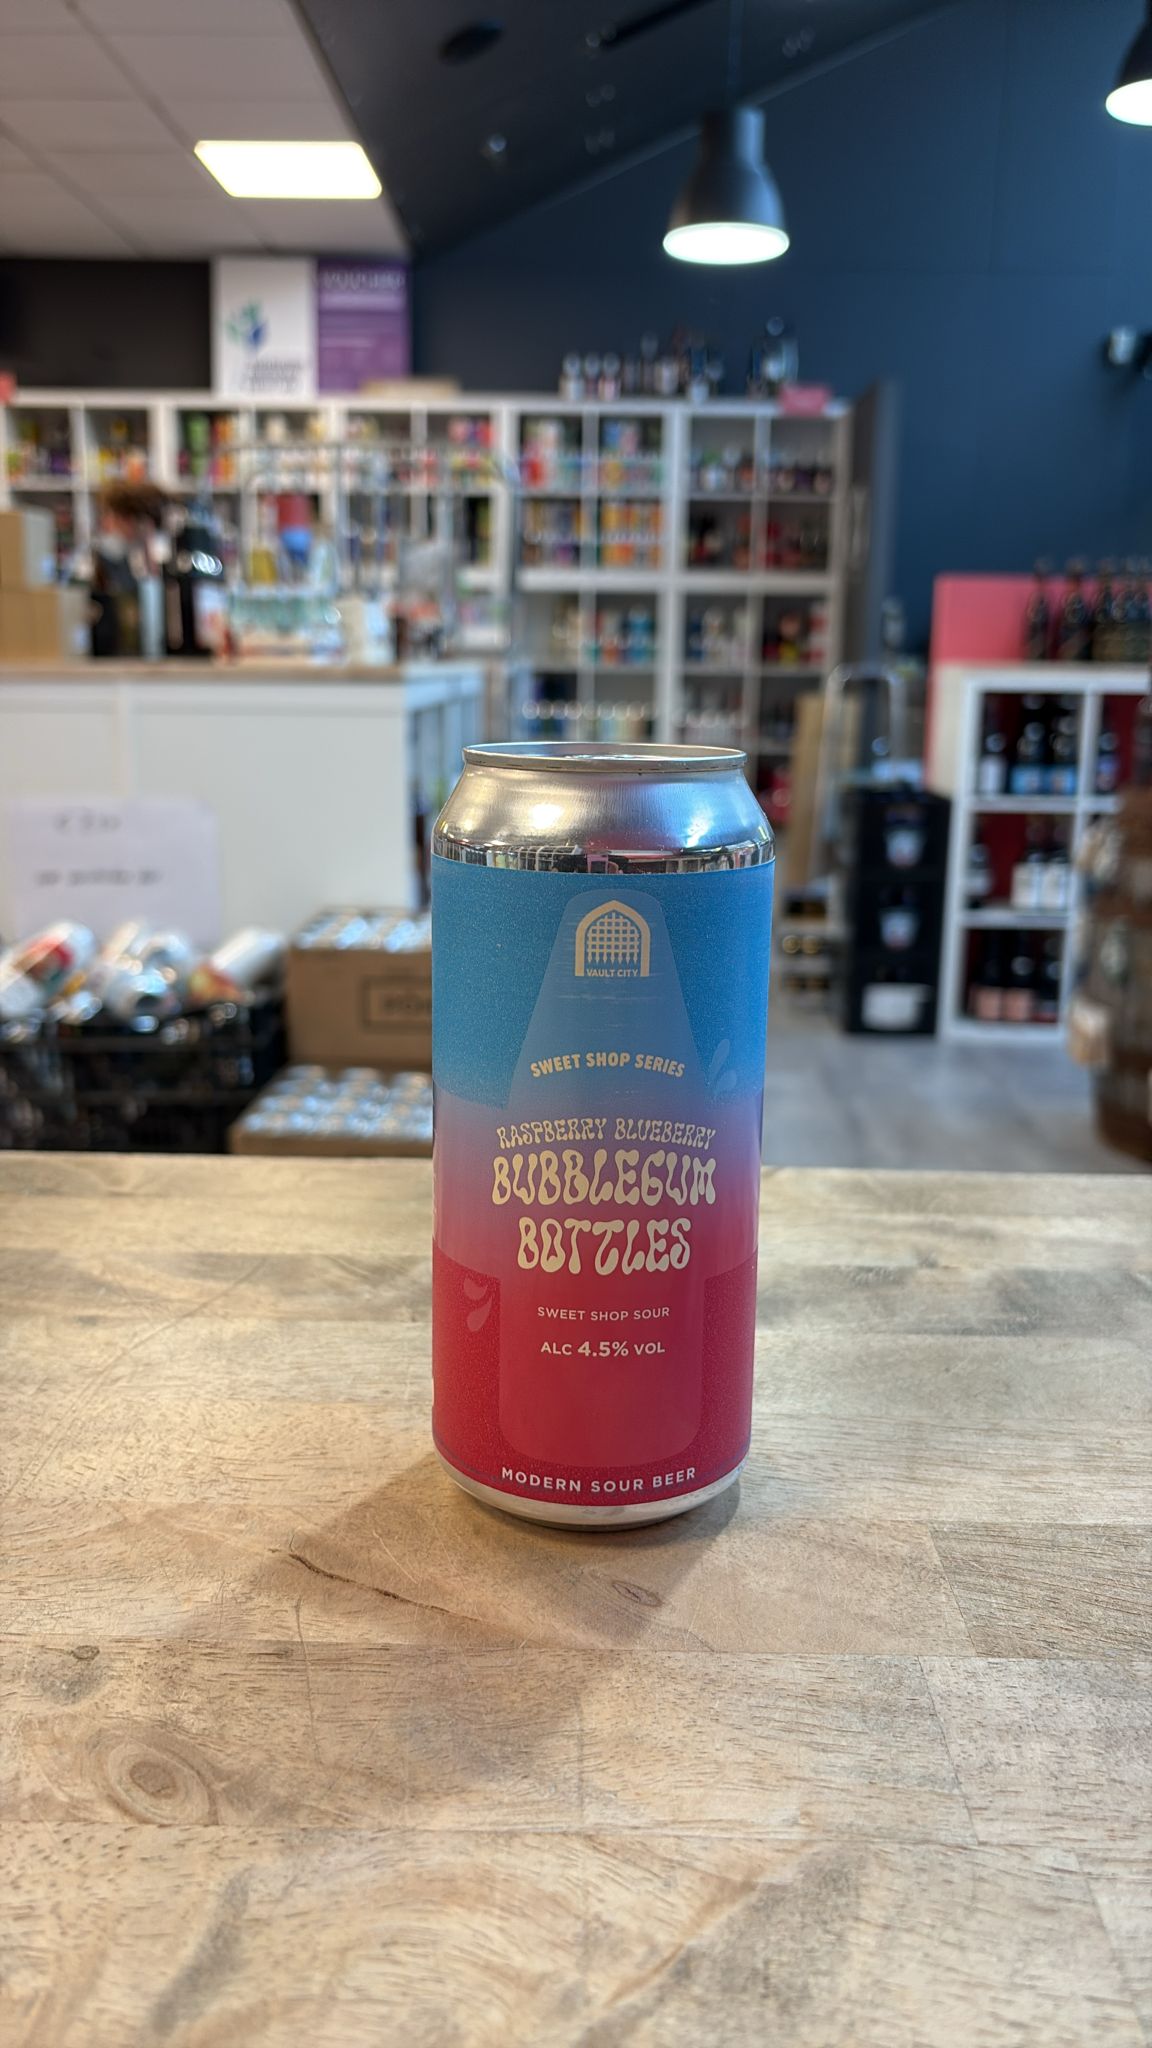 VAULT CITY
SWEET SHOP SERIES
RASPBERRY BLUEBERRY
BUBBLEGUM
BOTTLES
SWEET SHOP SOUR
ALC 4.5% VOL
MODERN SOUR BEER